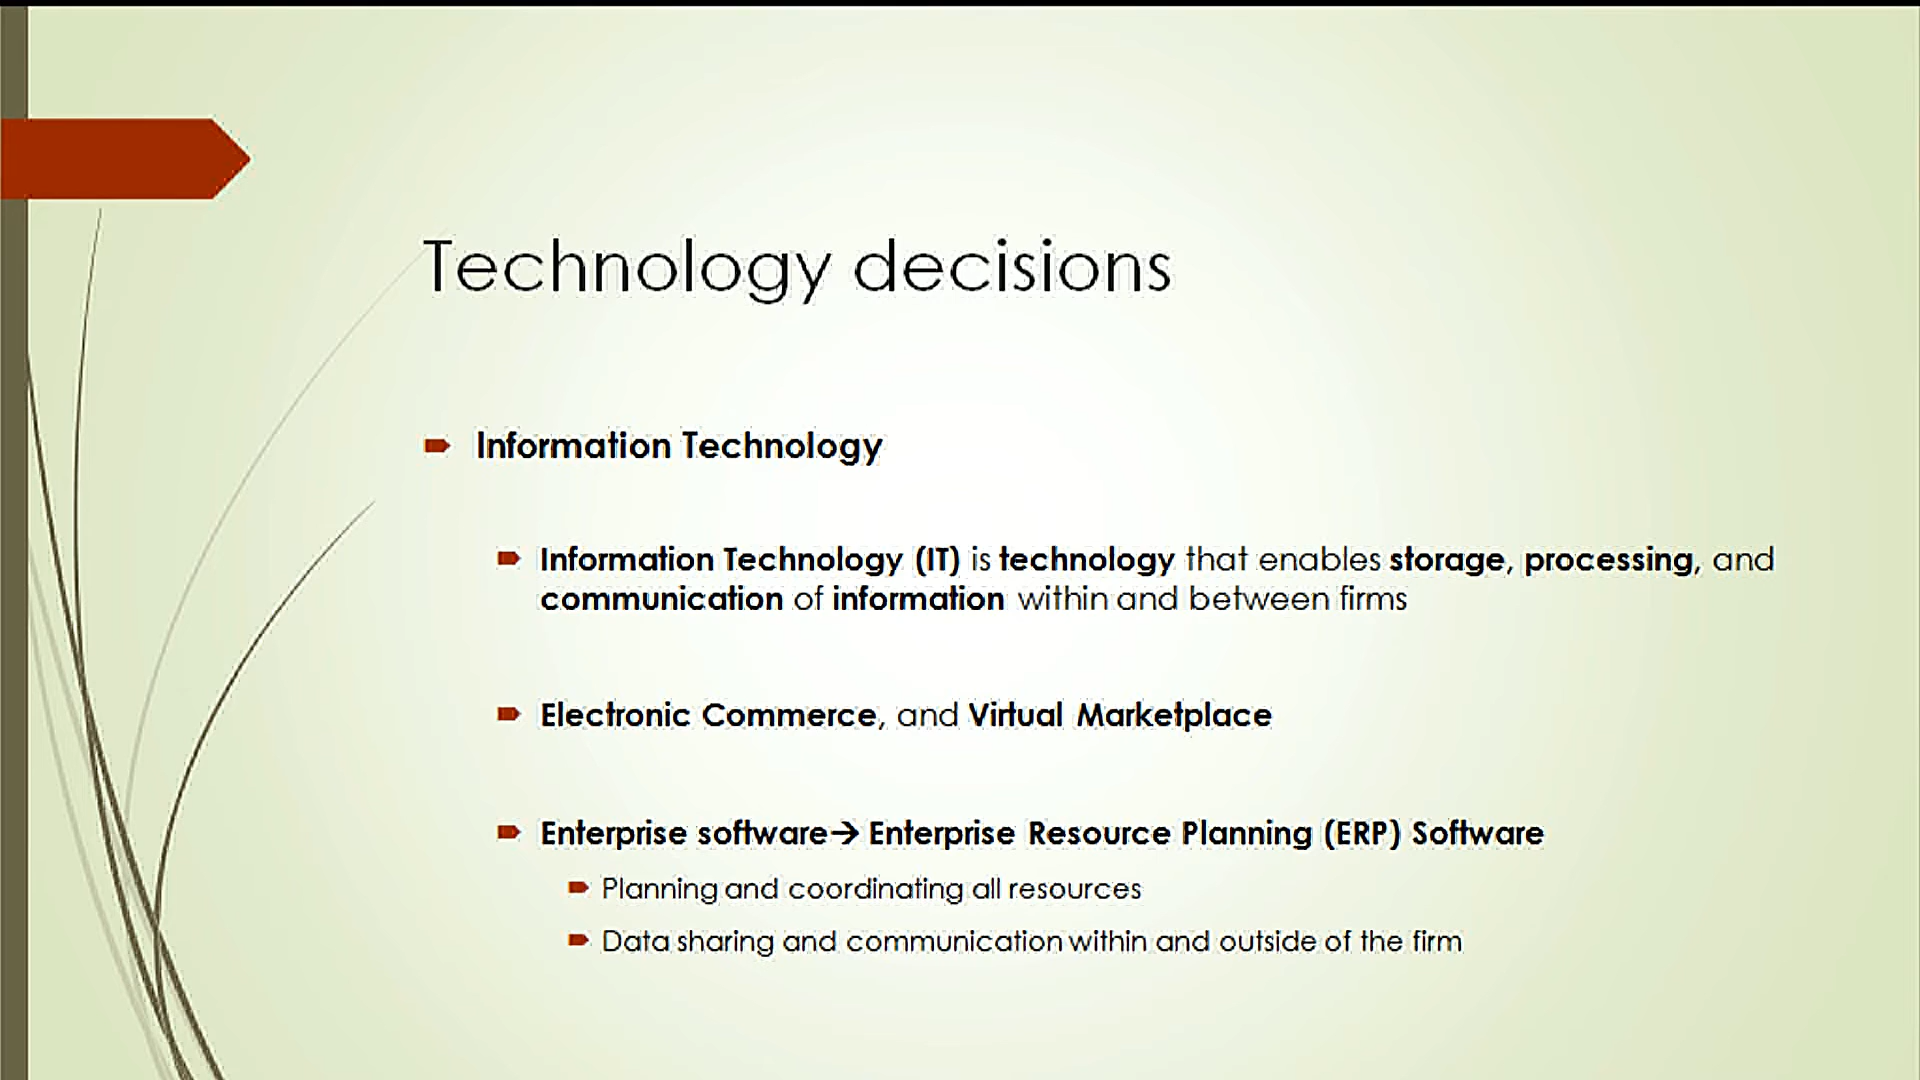 Technology decisions
Information Technology
Information Technology (IT) is technology that enables storage, processing, and
communication of information within and between firms
Electronic Commerce, and Virtual Marketplace
Enterprise software→ Enterprise Resource Planning (ERP) Software
Planning and coordinating all resources
Data sharing and communication within and outside of the firm